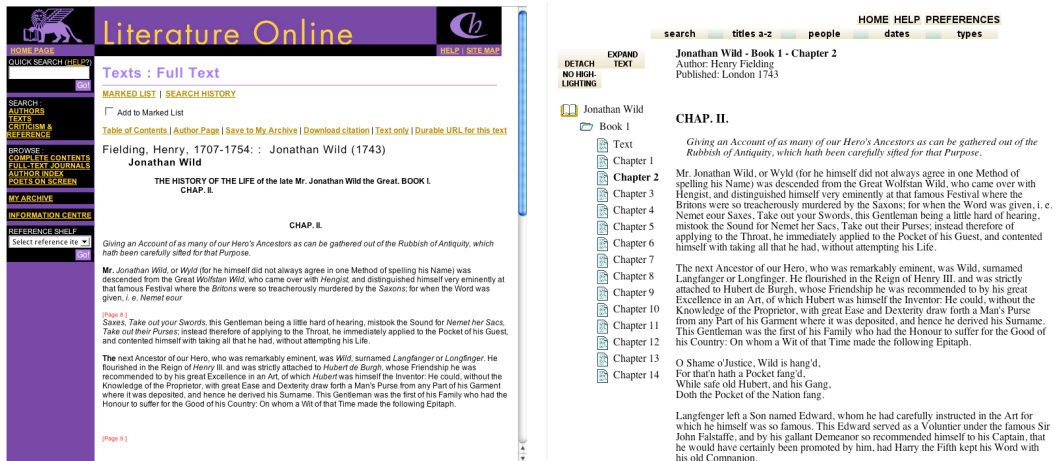 Literature Online
Ch
HOME PAGE
HELP | SITE MAP
QUICK SEARCH (HELP?)
Go!
SEARCH :
AUTHORS
TEXTS
CRITICISM &
REFERENCE
BROWSE :
COMPLETE CONTENTS
FULL-TEXT JOURNALS
AUTHOR INDEX
POETS ON SCREEN
MY ARCHIVE
INFORMATION CENTRE
REFERENCE SHELF
Select reference ite
Go!
Texts : Full Text
MARKED LIST | SEARCH HISTORY
Add to Marked List
Table of Contents | Author Page | Save to My Archive | Download citation | Text only | Durable URL for this text
Fielding, Henry, 1707-1754: : Jonathan Wild (1743)
Jonathan Wild
THE HISTORY OF THE LIFE of the late Mr. Jonathan Wild the Great. BOOK I.
CHAP. II.
CHAP. II.
Giving an Account of as many of our Hero's Ancestors as can be gathered out of the Rubbish of Antiquity, which
hath been carefully sifted for that Purpose.
Mr. Jonathan Wild, or Wyld (for he himself did not always agree in one Method of spelling his Name) was
descended from the Great Wolfstan Wild, who came over with Hengist, and distinguished himself very eminently at
that famous Festival where the Britons were so treacherously murdered by the Saxons; for when the Word was
given, i. e. Nemet eour
[Page 8 ]
Saxes, Take out your Swords, this Gentleman being a little hard of hearing, mistook the Sound for Nemet her Sacs,
Take out their Purses; instead therefore of applying to the Throat, he immediately applied to the Pocket of his Guest,
and contented himself with taking all that he had, without attempting his Life.
The next Ancestor of our Hero, who was remarkably eminent, was Wild, surnamed Langfanger or Longfinger. He
flourished in the Reign of Henry III. and was strictly attached to Hubert de Burgh, whose Friendship he was
recommended to by his great Excellence in an Art, of which Hubert was himself the Inventor: He could, without the
Knowledge of the Proprietor, with great Ease and Dexterity draw forth a Man's Purse from any Part of his Garment
where it was deposited, and hence he derived his Surname. This Gentleman was the first of his Family who had the
Honour to suffer for the Good of his Country: On whom a Wit of that Time made the following Epitaph.
[Page 9 ]
HOME HELP PREFERENCES
search titles a-z people dates types
DETACH
EXPAND TEXT
NO HIGH-
LIGHTING
Jonathan Wild
Book 1
Text
Chapter 1
Chapter 2
Chapter 3
Chapter 4
Chapter 5
Chapter 6
Chapter 7
Chapter 8
Chapter 9
Chapter 10
Chapter 11
Chapter 12
Chapter 13
Chapter 14
Jonathan Wild - Book 1 - Chapter 2
Author: Henry Fielding
Published: London 1743
CHAP. II.
Giving an Account of as many of our Hero's Ancestors as can be gathered out of the
Rubbish of Antiquity, which hath been carefully sifted for that Purpose.
Mr. Jonathan Wild, or Wyld (for he himself did not always agree in one Method of
spelling his Name) was descended from the Great Wolfstan Wild, who came over with
Hengist, and distinguished himself very eminently at that famous Festival where the
Britons were so treacherously murdered by the Saxons; for when the Word was given, i. e.
Nemet eour Saxes, Take out your Swords, this Gentleman being a little hard of hearing,
mistook the Sound for Nemet her Sacs, Take out their Purses; instead therefore of
applying to the Throat, he immediately applied to the Pocket of his Guest, and contented
himself with taking all that he had, without attempting his Life.
The next Ancestor of our Hero, who was remarkably eminent, was Wild, surnamed
Langfanger or Longfinger. He flourished in the Reign of Henry III. and was strictly
attached to Hubert de Burgh, whose Friendship he was recommended to by his great
Excellence in an Art, of which Hubert was himself the Inventor: He could, without the
Knowledge of the Proprietor, with great Ease and Dexterity draw forth a Man's Purse
from any Part of his Garment where it was deposited, and hence he derived his Surname.
This Gentleman was the first of his Family who had the Honour to suffer for the Good of
his Country: On whom a Wit of that Time made the following Epitaph.
O Shame o'Justice, Wild is hang'd,
For that'n hath a Pocket fang'd,
While safe old Hubert, and his Gang,
Doth the Pocket of the Nation fang.
Langfenger left a Son named Edward, whom he had carefully instructed in the Art for
which he himself was so famous. This Edward served as a Voluntier under the famous Sir
John Falstaffe, and by his gallant Demeanor so recommended himself to his Captain, that
he would have certainly been promoted by him, had Harry the Fifth kept his Word with
his old Companion.